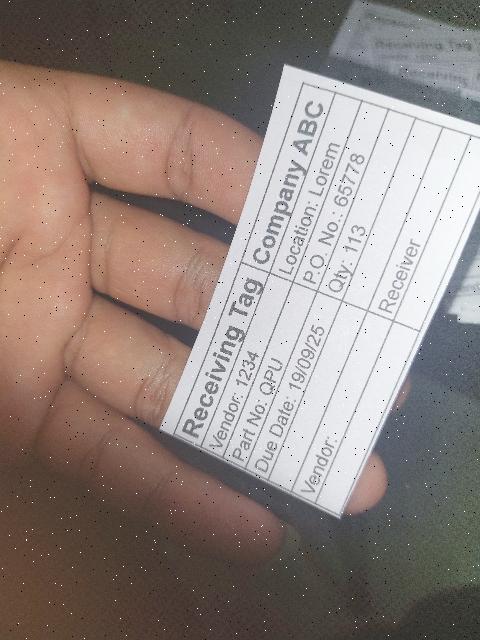 Receiving Tag Company ABC
Vendor: 1234 Location: Lorem
Part No: QPU P.O. No.: 65778
Due Date: 19/09/25 Qty: 113
Vendor: Receiver
Receiving Tag
Receiving